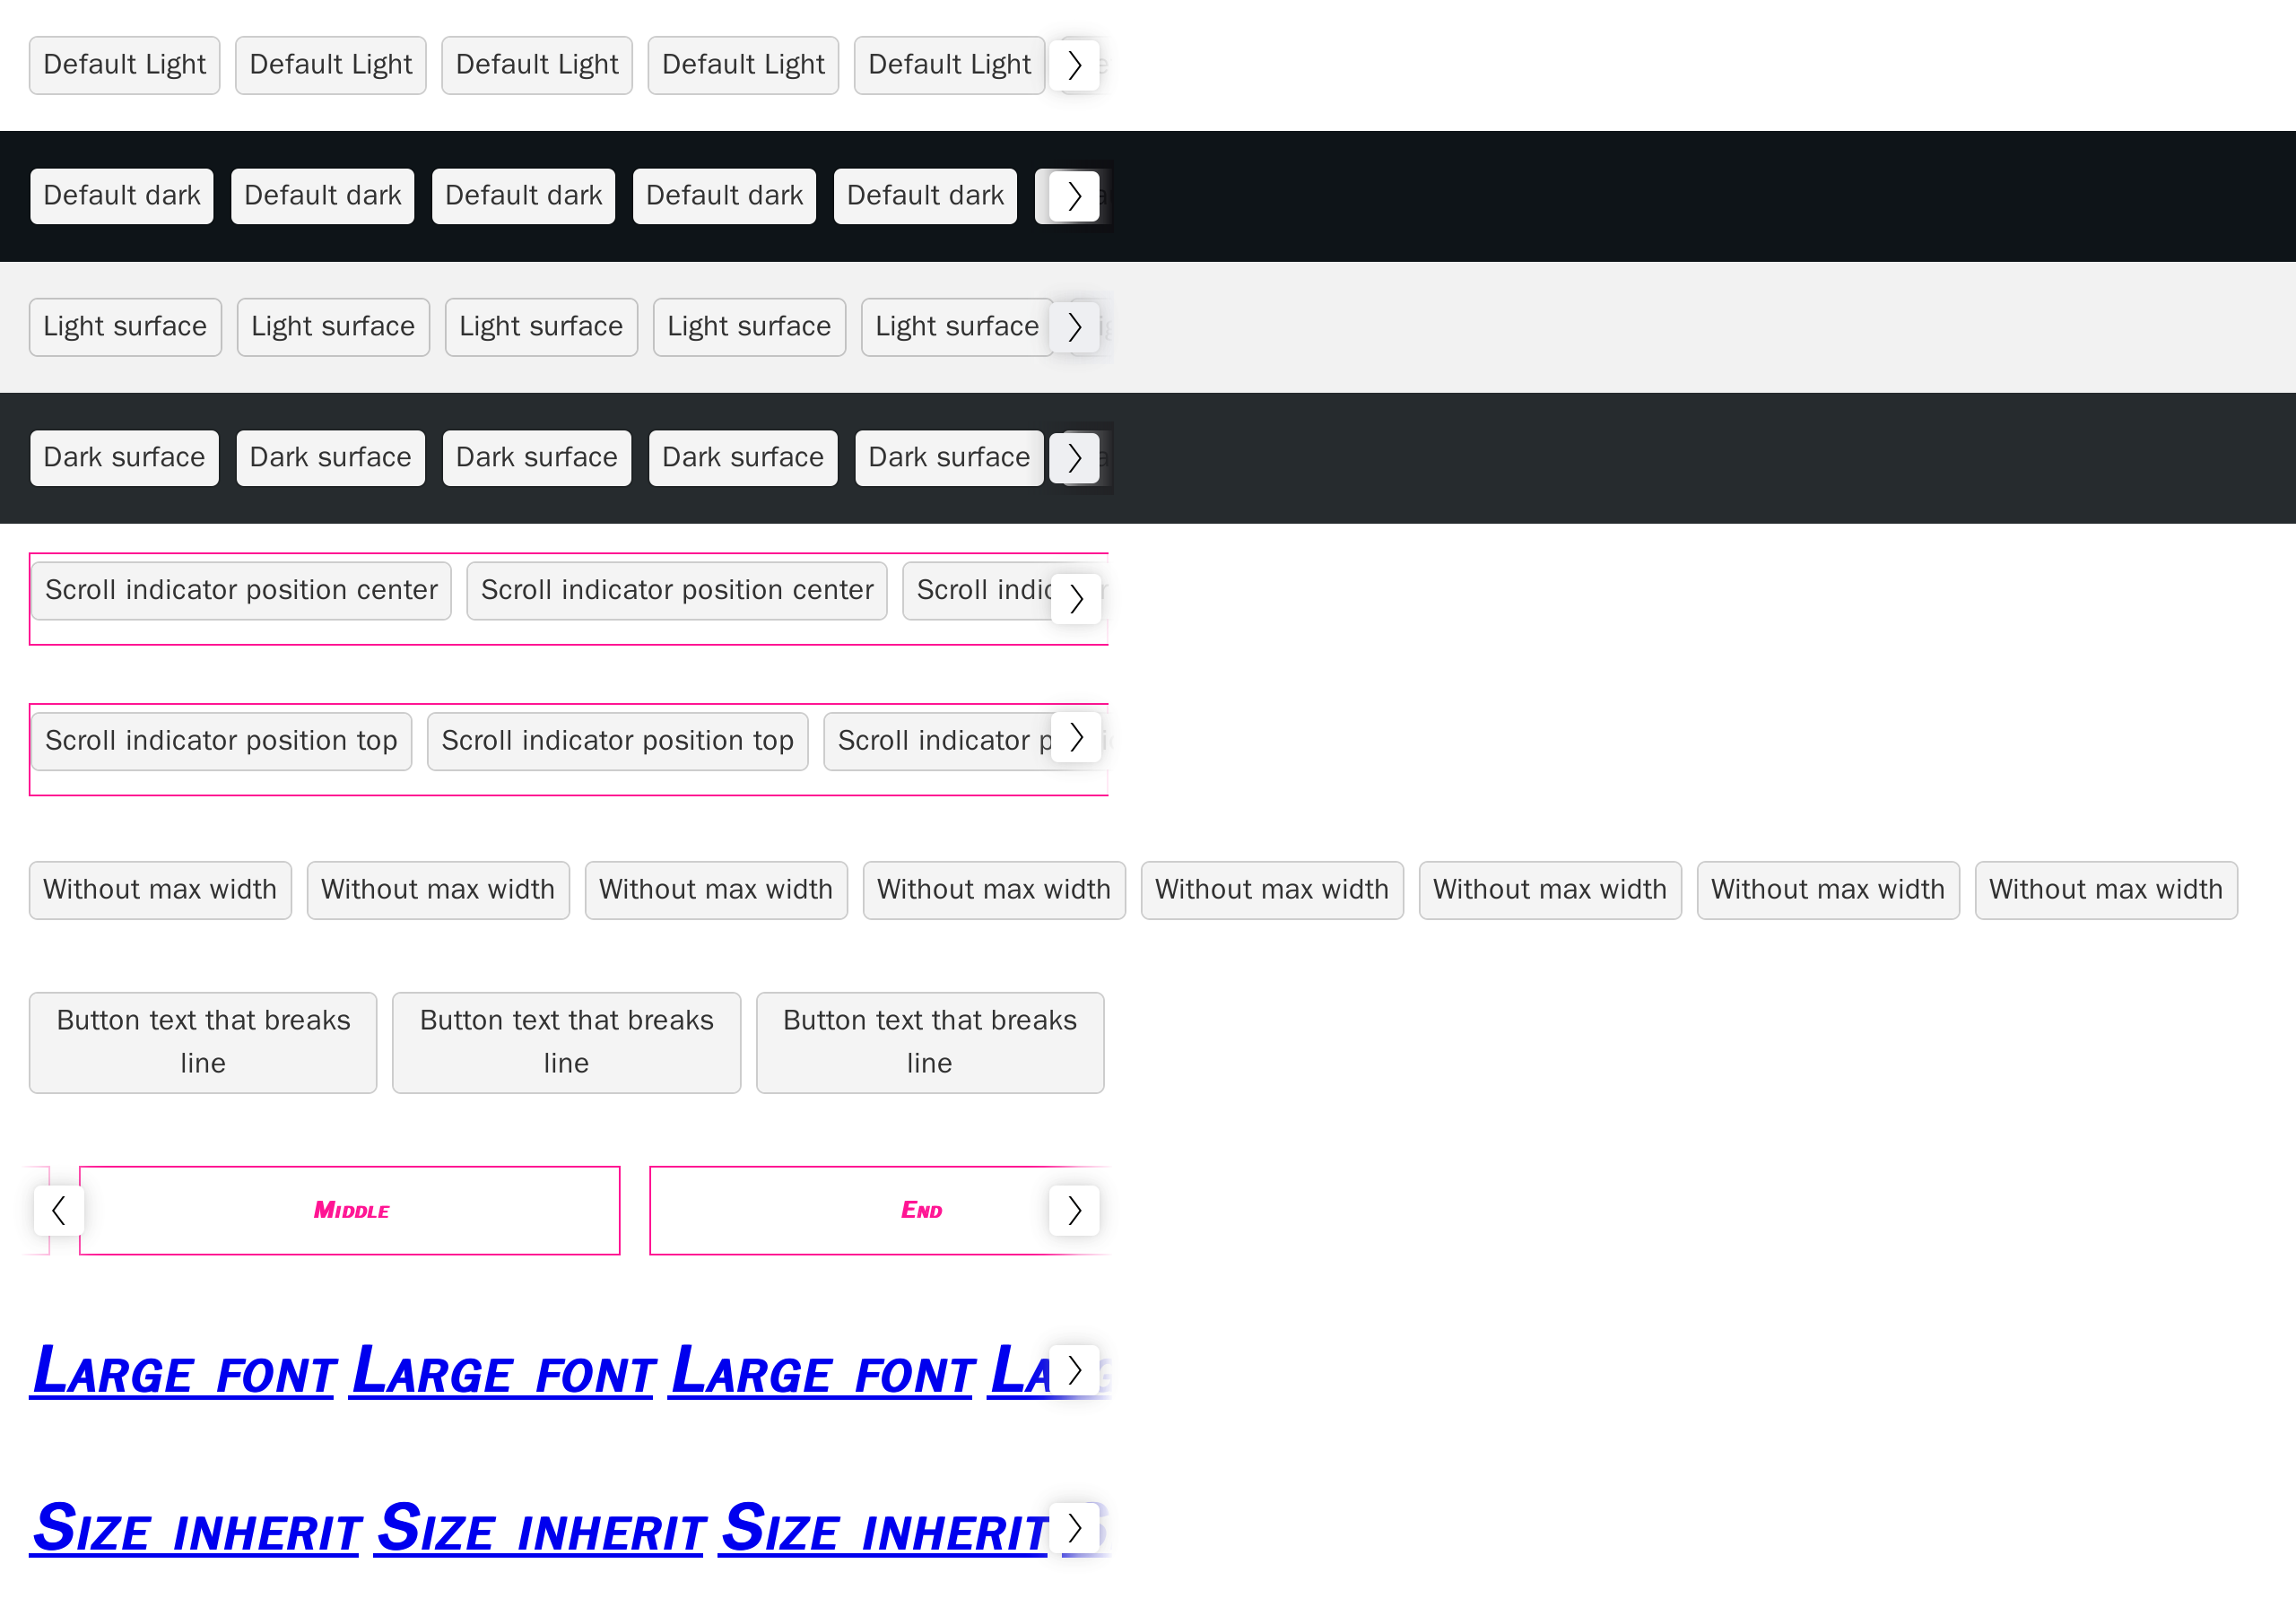 Default Light Default Light Default Light Default Light Default Light
Default dark Default dark Default dark Default dark Default dark
Light surface Light surface Light surface Light surface Light surface
Dark surface Dark surface Dark surface Dark surface Dark surface
Scroll indicator position center Scroll indicator position center Scroll
Scroll indicator position top Scroll indicator position top Scroll indicator
Without max width Without max width Without max width Without max width Without max width Without max width Without max width Without max width
Button text that breaks Button text that breaks Button text that breaks
line line line
Middle End
Large font Large font Large font
Size inherit Size inherit Size inherit